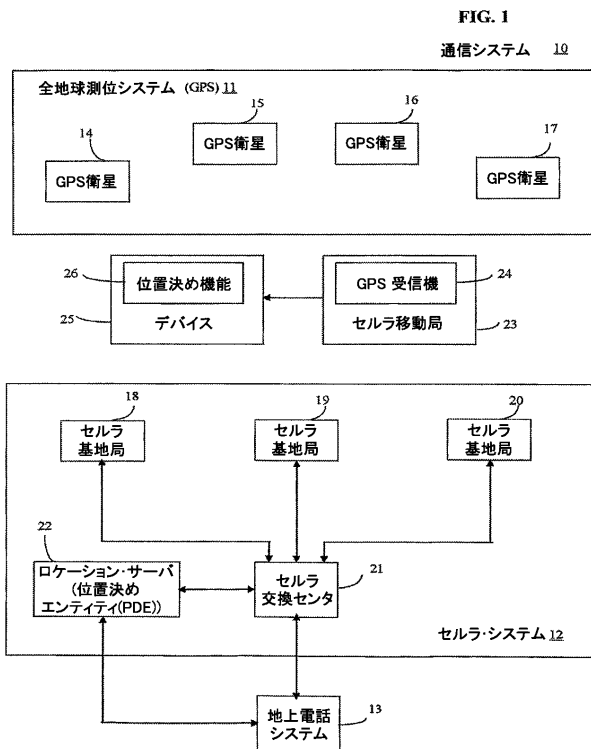 FIG. 1
通信システム 10
全地球測位システム (GPS) 11
14
15
16
17
GPS衛星
GPS衛星
GPS衛星
GPS衛星
26
位置決め機能
25
デバイス
GPS 受信機
24
セルラ移動局
23
18
19
20
セルラ
基地局
セルラ
基地局
セルラ
基地局
22
ロケーション・サーバ
(位置決め
エンティティ(PDE))
セルラ
交換センタ
21
セルラ・システム 12
地上電話
システム
13